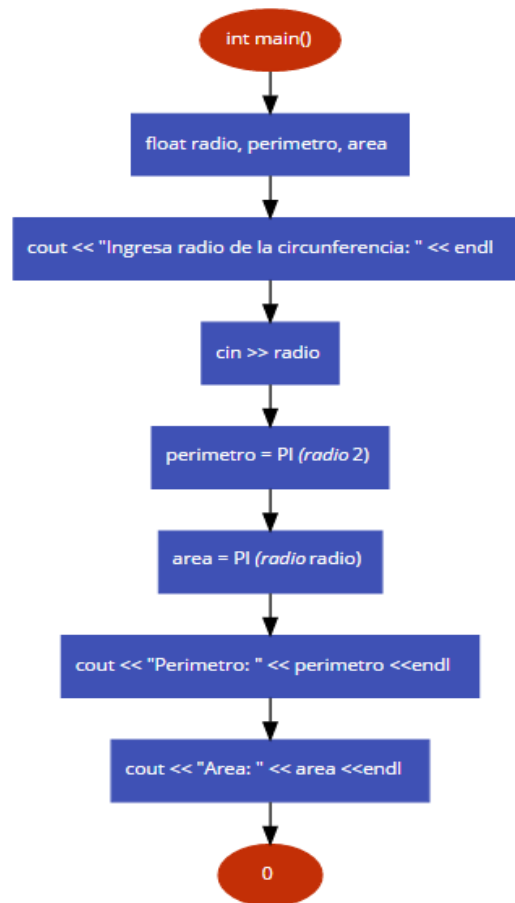 int main()
float radio, perimetro, area
cout << "Ingresa radio de la circunferencia: " << endl
cin >> radio
perimetro = PI (radio 2)
area = PI (radio radio)
cout << "Perimetro: " << perimetro <<endl
cout << "Area: " << area <<endl
0